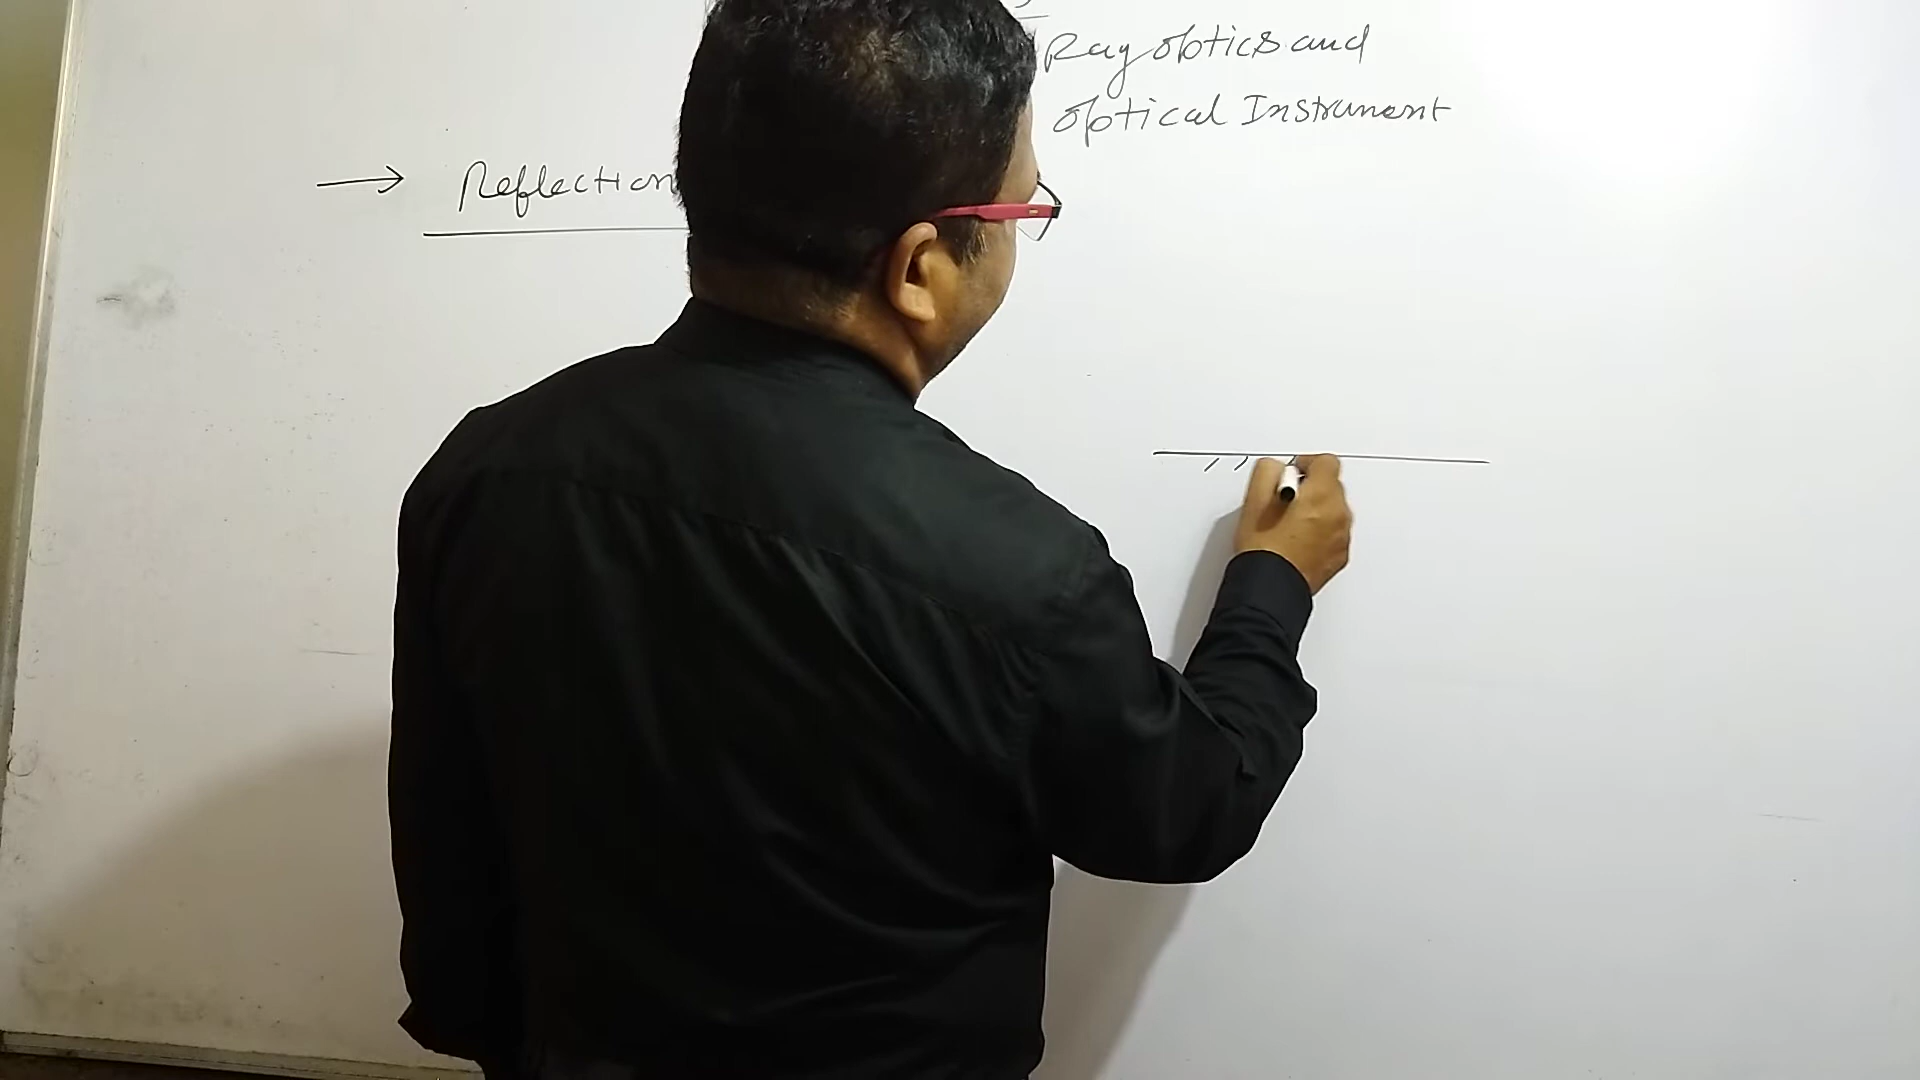 Ray optics and
optical Instrument
→ Reflection